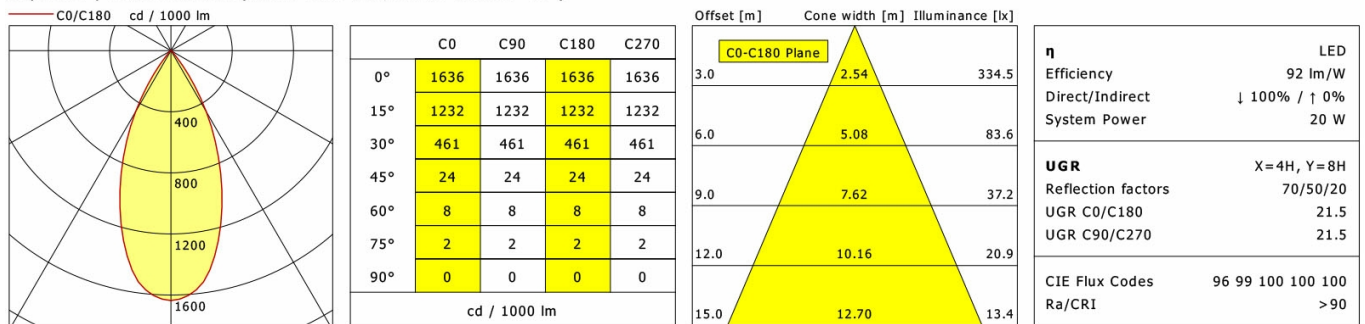 C0/C180 cd / 1000 lm
400
800
1200
1600
C0 C90 C180 C270
0° 1636 1636 1636 1636
15° 1232 1232 1232 1232
30° 461 461 461 461
45° 24 24 24 24
60° 8 8 8 8
75° 2 2 2 2
90° 0 0 0 0
cd / 1000 lm
Offset [m] Cone width [m] Illuminance [lx]
C0-C180 Plane
3.0 2.54 334.5
6.0 5.08 83.6
9.0 7.62 37.2
12.0 10.16 20.9
15.0 12.70 13.4
η LED
Efficiency 92 lm/W
Direct/Indirect ↓ 100% / ↑ 0%
System Power 20 W
UGR X=4H, Y=8H
Reflection factors 70/50/20
UGR C0/C180 21.5
UGR C90/C270 21.5
CIE Flux Codes 96 99 100 100 100
Ra/CRI >90